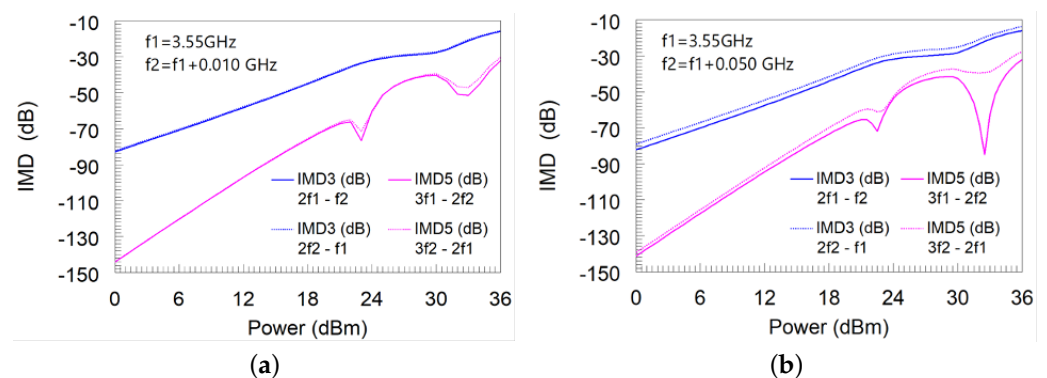 -10
-30
-50
-70
-90
-110
-130
-150
IMD (dB)
f1=3.55GHz
f2=f1+0.010 GHz
IMD3 (dB) IMD5 (dB)
2f1 - f2 3f1 - 2f2
IMD3 (dB) IMD5 (dB)
2f2 - f1 3f2 - 2f1
0 6 12 18 24 30 36
Power (dBm)
(a)
-10
-30
-50
-70
-90
-110
-130
-150
IMD (dB)
f1=3.55GHz
f2=f1+0.050 GHz
IMD3 (dB) IMD5 (dB)
2f1 - f2 3f1 - 2f2
IMD3 (dB) IMD5 (dB)
2f2 - f1 3f2 - 2f1
0 6 12 18 24 30 36
Power (dBm)
(b)